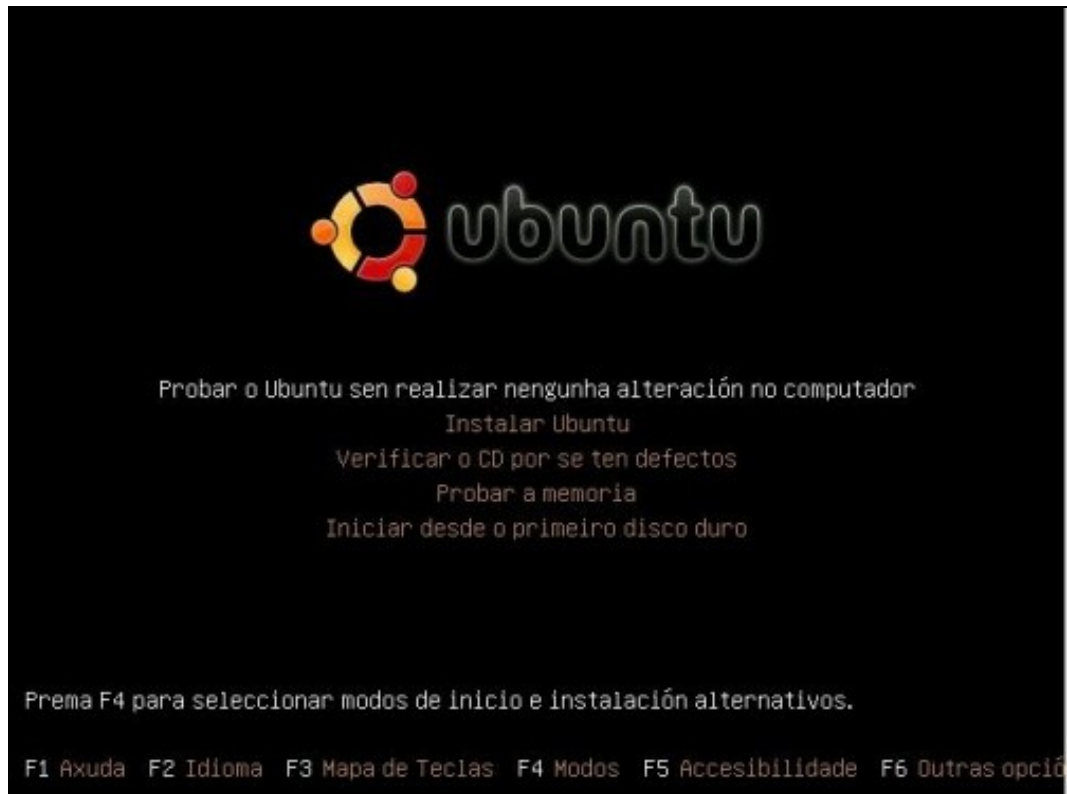 ubuntu
Probar o Ubuntu sen realizar nengunha alteración no computador
Instalar Ubuntu
Verificar o CD por se ten defectos
Probar a memoria
Iniciar desde o primeiro disco duro
Prema F4 para seleccionar modos de inicio e instalación alternativos.
F1 Axuda F2 Idioma F3 Mapa de Teclas F4 Modos F5 Accesibilidade F6 Outras opció